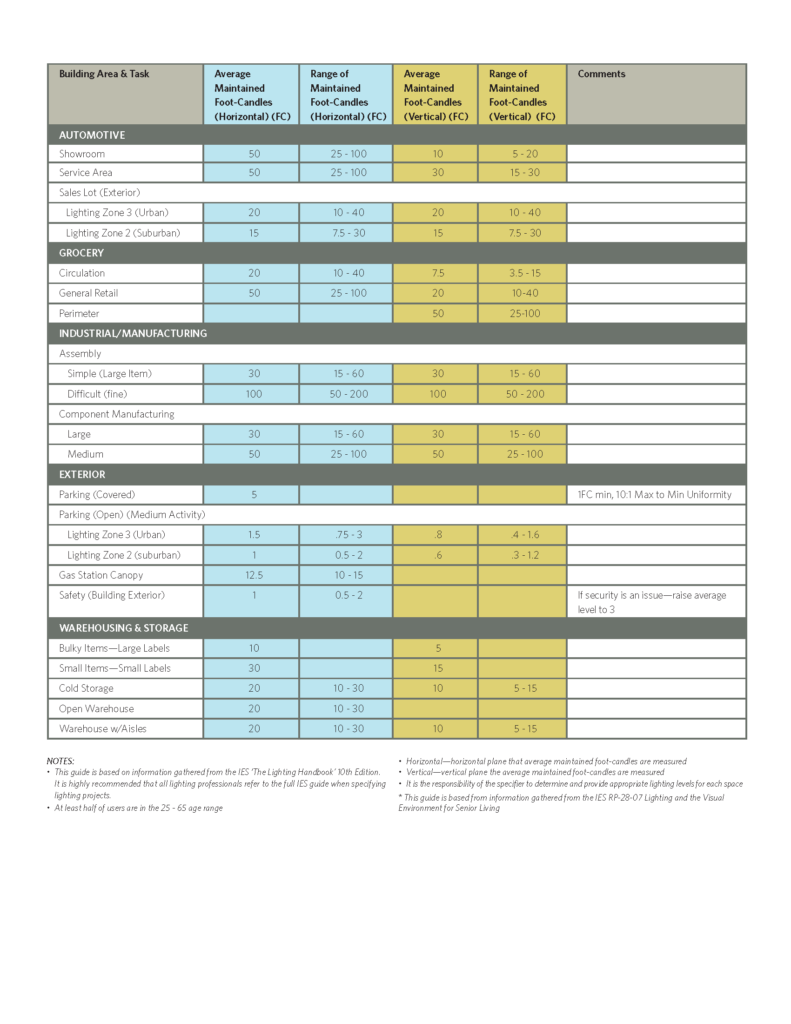 Building Area & Task Average Maintained Foot-Candles (Horizontal) (FC) Range of Maintained Foot-Candles (Horizontal) (FC) Average Maintained Foot-Candles (Vertical) (FC) Range of Maintained Foot-Candles (Vertical) (FC) Comments
AUTOMOTIVE
Showroom 50 25 - 100 10 5 - 20
Service Area 50 25 - 100 30 15 - 30
Sales Lot (Exterior)
Lighting Zone 3 (Urban) 20 10 - 40 20 10 - 40
Lighting Zone 2 (Suburban) 15 7.5 - 30 15 7.5 - 30
GROCERY
Circulation 20 10 - 40 7.5 3.5 - 15
General Retail 50 25 - 100 20 10-40
Perimeter 50 25-100
INDUSTRIAL/MANUFACTURING
Assembly
Simple (Large Item) 30 15 - 60 30 15 - 60
Difficult (fine) 100 50 - 200 100 50 - 200
Component Manufacturing
Large 30 15 - 60 30 15 - 60
Medium 50 25 - 100 50 25 - 100
EXTERIOR
Parking (Covered) 5 1FC min, 10:1 Max to Min Uniformity
Parking (Open) (Medium Activity)
Lighting Zone 3 (Urban) 1.5 .75 - 3 .8 .4 - 1.6
Lighting Zone 2 (suburban) 1 0.5 - 2 .6 .3 - 1.2
Gas Station Canopy 12.5 10 - 15
Safety (Building Exterior) 1 0.5 - 2 If security is an issue—raise average
level to 3
WAREHOUSING & STORAGE
Bulky Items—Large Labels 10 5
Small Items—Small Labels 30 15
Cold Storage 20 10 - 30 10 5 - 15
Open Warehouse 20 10 - 30
Warehouse w/Aisles 20 10 - 30 10 5 - 15
NOTES:
• This guide is based on information gathered from the IES ‘The Lighting Handbook’ 10th Edition.
It is highly recommended that all lighting professionals refer to the full IES guide when specifying
lighting projects.
• At least half of users are in the 25 - 65 age range
• Horizontal—horizontal plane that average maintained foot-candles are measured
• Vertical—vertical plane the average maintained foot-candles are measured
• It is the responsibility of the specifier to determine and provide appropriate lighting levels for each space
* This guide is based from information gathered from the IES RP-28-07 Lighting and the Visual
Environment for Senior Living